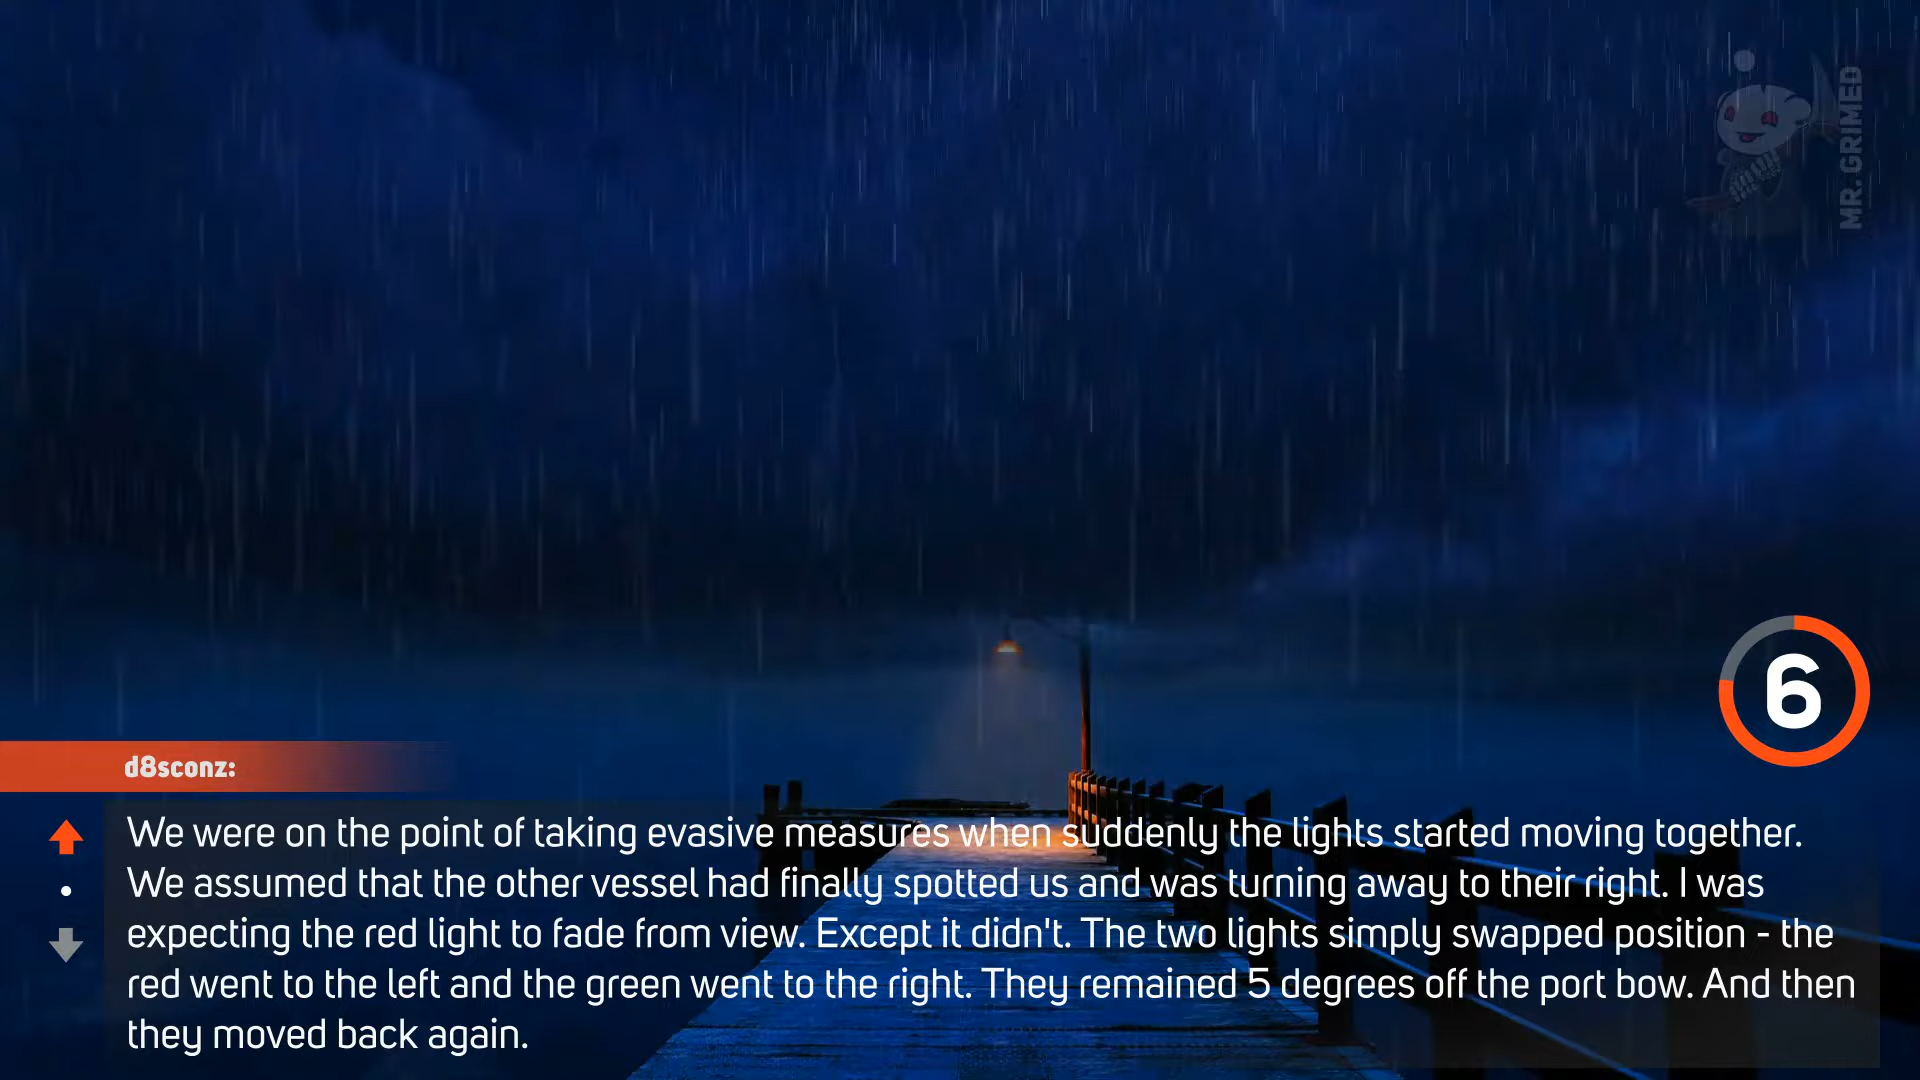 MR. GRIMED
6
d8sconz:
We were on the point of taking evasive measures when suddenly the lights started moving together.
We assumed that the other vessel had finally spotted us and was turning away to their right. I was
expecting the red light to fade from view. Except it didn't. The two lights simply swapped position - the
red went to the left and the green went to the right. They remained 5 degrees off the port bow. And then
they moved back again.